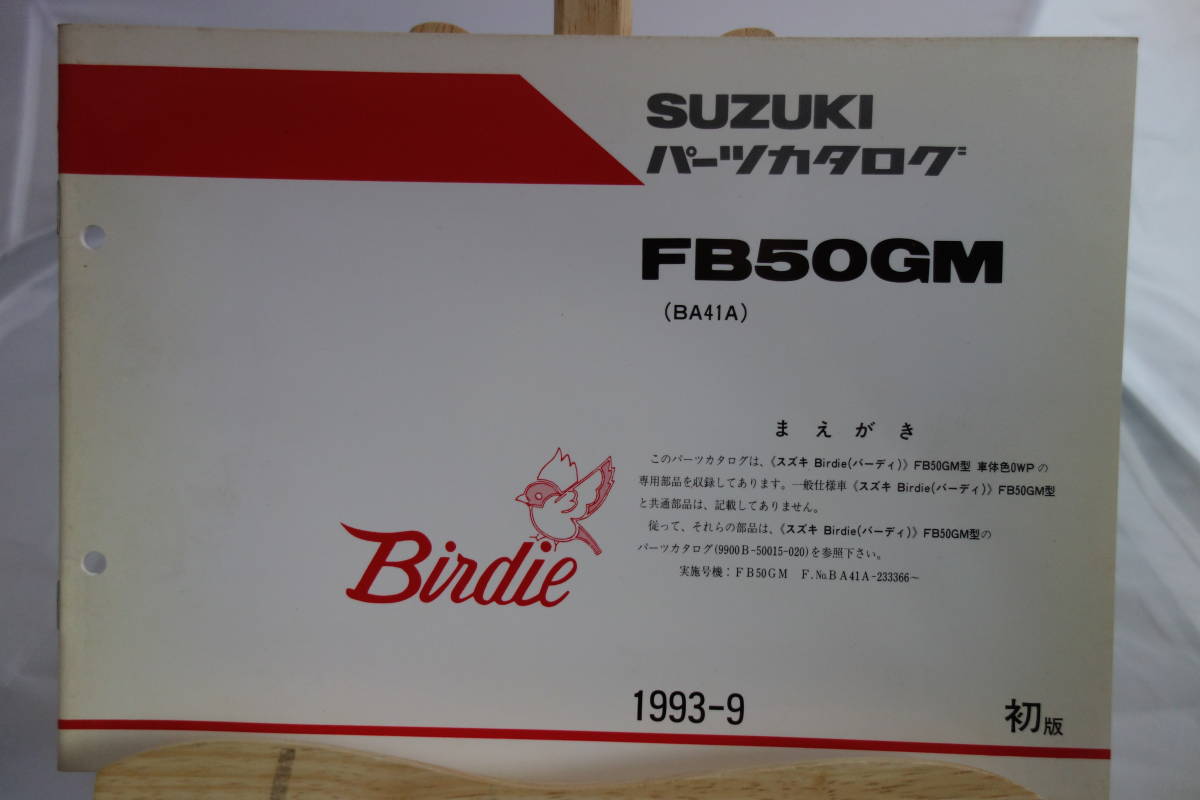 SUZUKI
パーツカタログ
FB50GM
(BA41A)
まえがき
このパーツカタログは、《スズキ Birdie(バーディ)》FB50GM型 車体色0WPの
専用部品を収録してあります。一般仕様車《スズキ Birdie(バーディ)》FB50GM型
と共通部品は、記載してありません。
従って、それらの部品は、《スズキ Birdie(バーディ)》FB50GM型の
パーツカタログ(9900B-50015-020)を参照下さい。
実施号機：FB50GM F.No.BA41A-233366～
Birdie
1993-9
初版